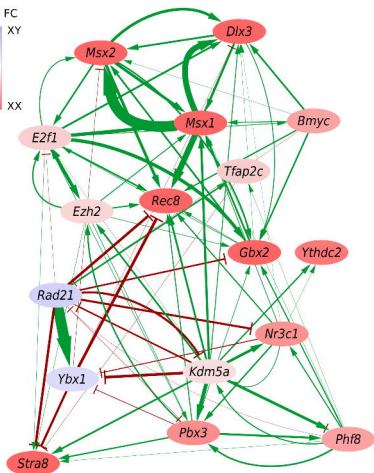 FC
XY
XX
Dlx3
Msx2
Msx1
Bmyc
E2f1
Tfap2c
Rec8
Ezh2
Gbx2
Ythdc2
Rad21
Nr3c1
Ybx1
Kdm5a
Pbx3
Phf8
Stra8